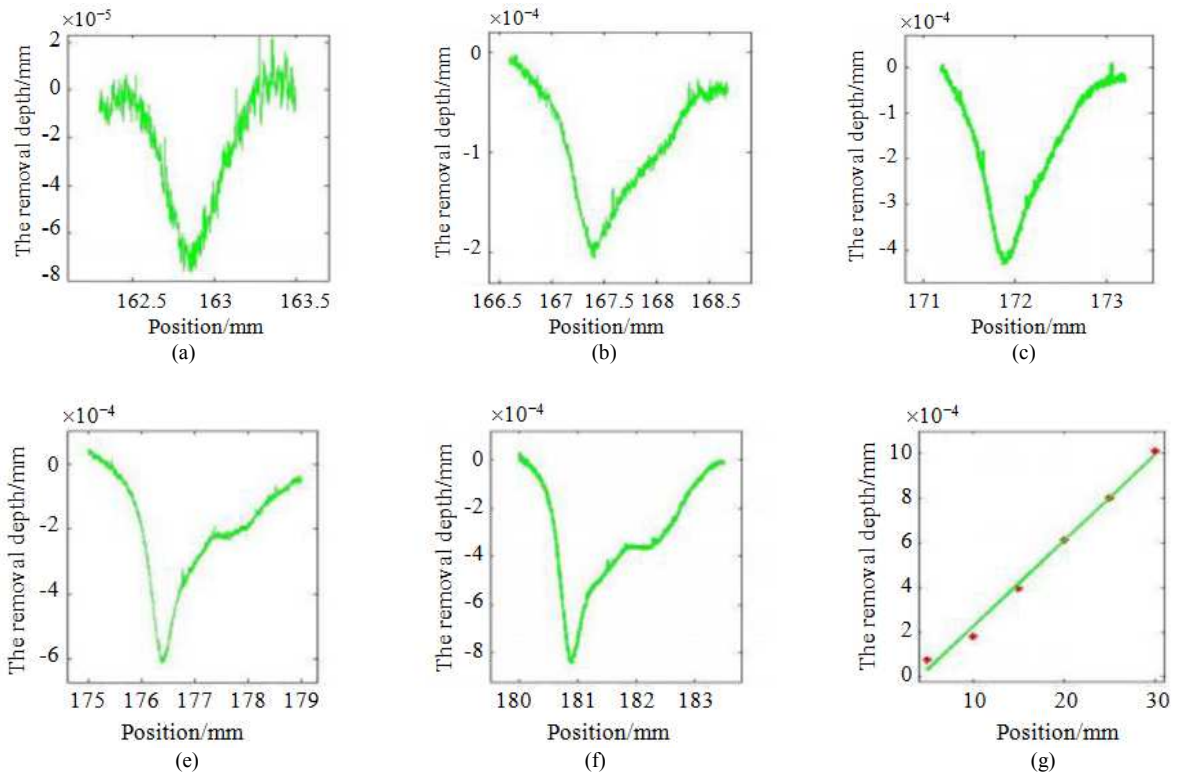 ×10−5
The removal depth/mm
2
0
-2
-4
-6
-8
162.5 163 163.5
Position/mm
(a)
×10−4
The removal depth/mm
0
-1
-2
166.5 167 167.5 168 168.5
Position/mm
(b)
×10−4
The removal depth/mm
0
-1
-2
-3
-4
171 172 173
Position/mm
(c)
×10−4
The removal depth/mm
0
-2
-4
-6
175 176 177 178 179
Position/mm
(e)
×10−4
The removal depth/mm
0
-2
-4
-6
-8
180 181 182 183
Position/mm
(f)
×10−4
The removal depth/mm
10
8
6
4
2
0
10 20 30
Position/mm
(g)